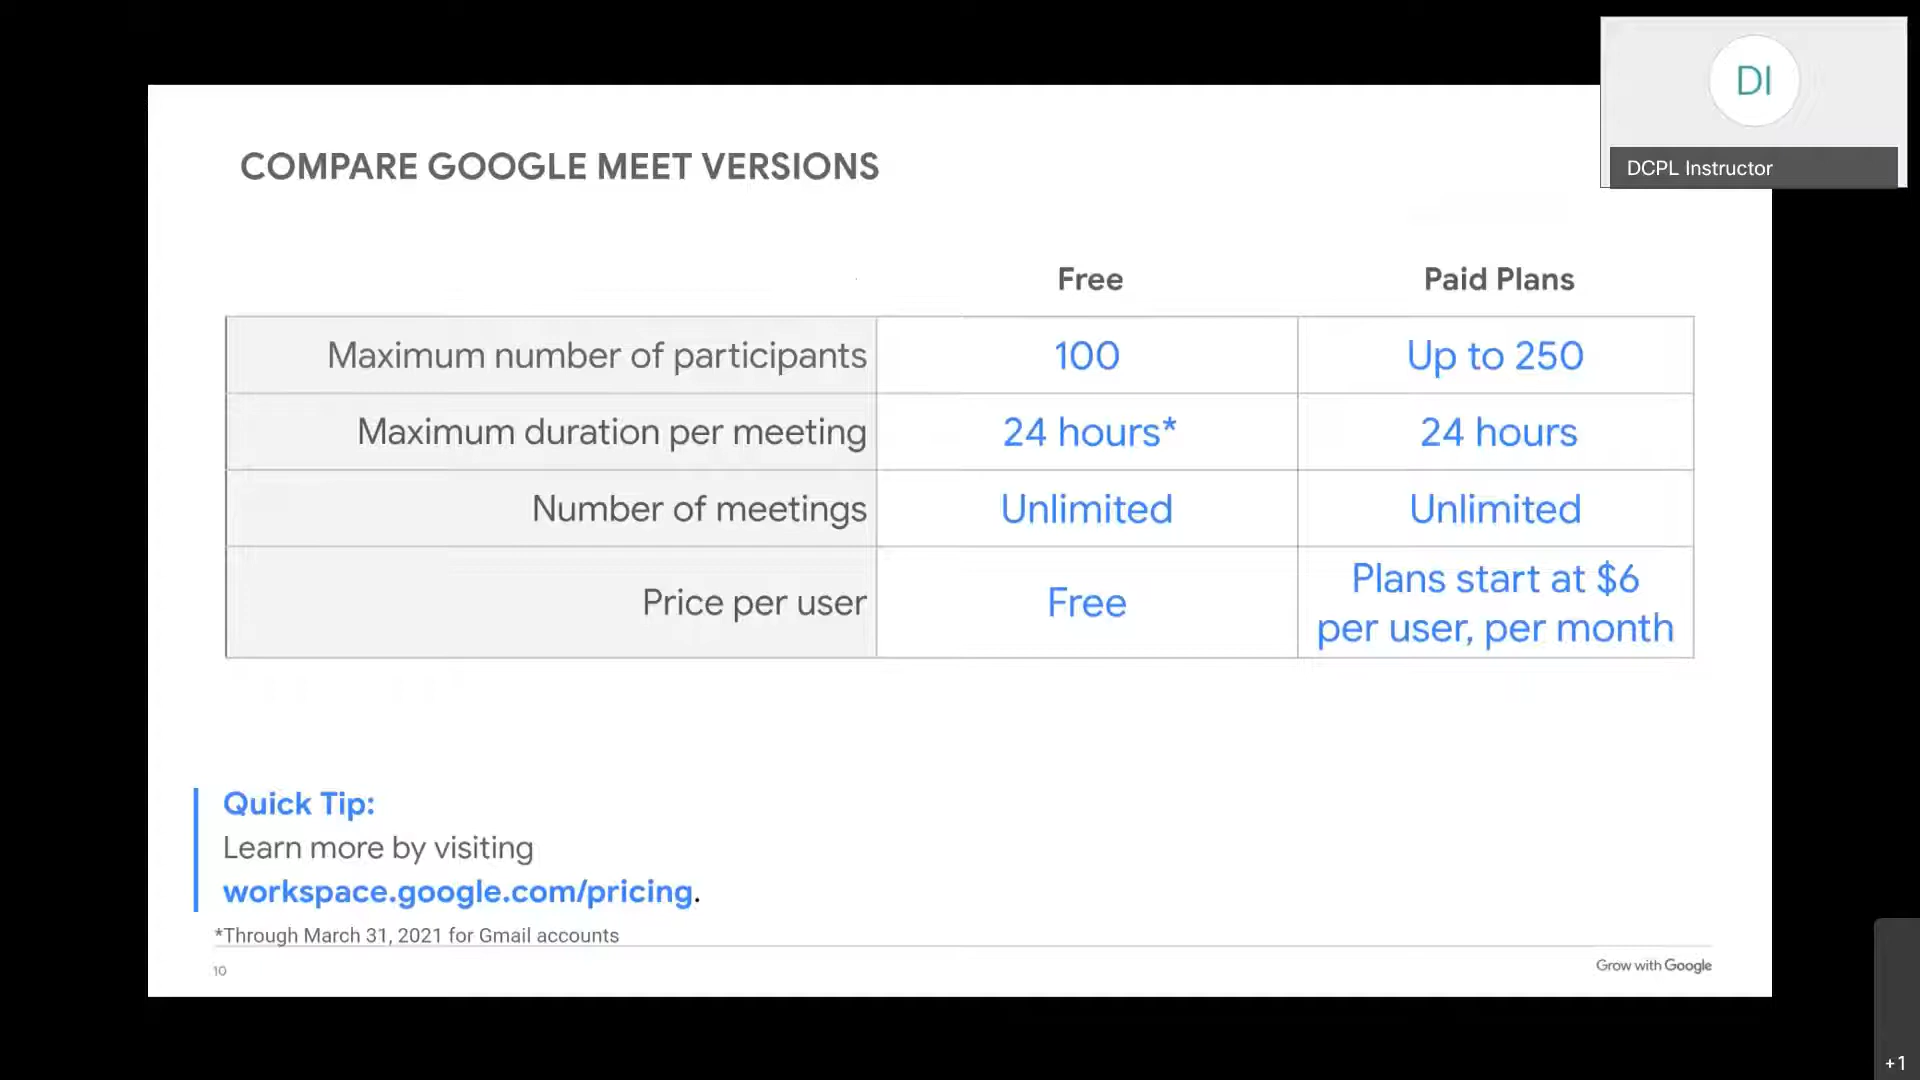 DI
DCPL Instructor
COMPARE GOOGLE MEET VERSIONS
Free Paid Plans
Maximum number of participants 100 Up to 250
Maximum duration per meeting 24 hours* 24 hours
Number of meetings Unlimited Unlimited
Price per user Free Plans start at $6
per user, per month
Quick Tip:
Learn more by visiting
workspace.google.com/pricing.
*Through March 31, 2021 for Gmail accounts
10 Grow with Google
+1